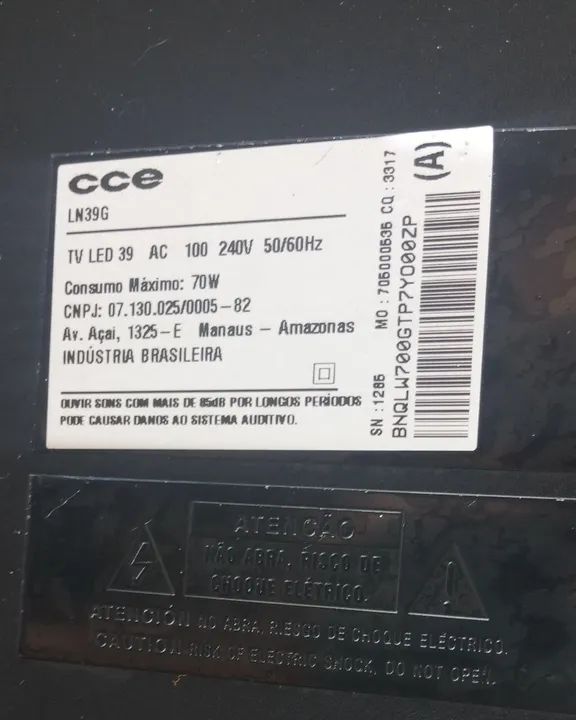 cce
LN39G
TV LED 39 AC 100 240V 50/60Hz
Consumo Máximo: 70W
CNPJ: 07.130.025/0005-82
Av. Açaí, 1325-E Manaus - Amazonas
INDÚSTRIA BRASILEIRA
OUVIR SONS COM MAIS DE 85dB POR LONGOS PERÍODOS
PODE CAUSAR DANOS AO SISTEMA AUDITIVO.
SN :1286 MO : 705000535 CQ : 3317
BNQLW700GTP7Y000ZP
(A)
ATENÇÃO
NÃO ABRA, RISCO DE
CHOQUE ELÉTRICO.
ATENCIÓN NO ABRA, RIESGO DE CHOQUE ELÉCTRICO.
CAUTION-RISK OF ELECTRIC SHOCK, DO NOT OPEN.